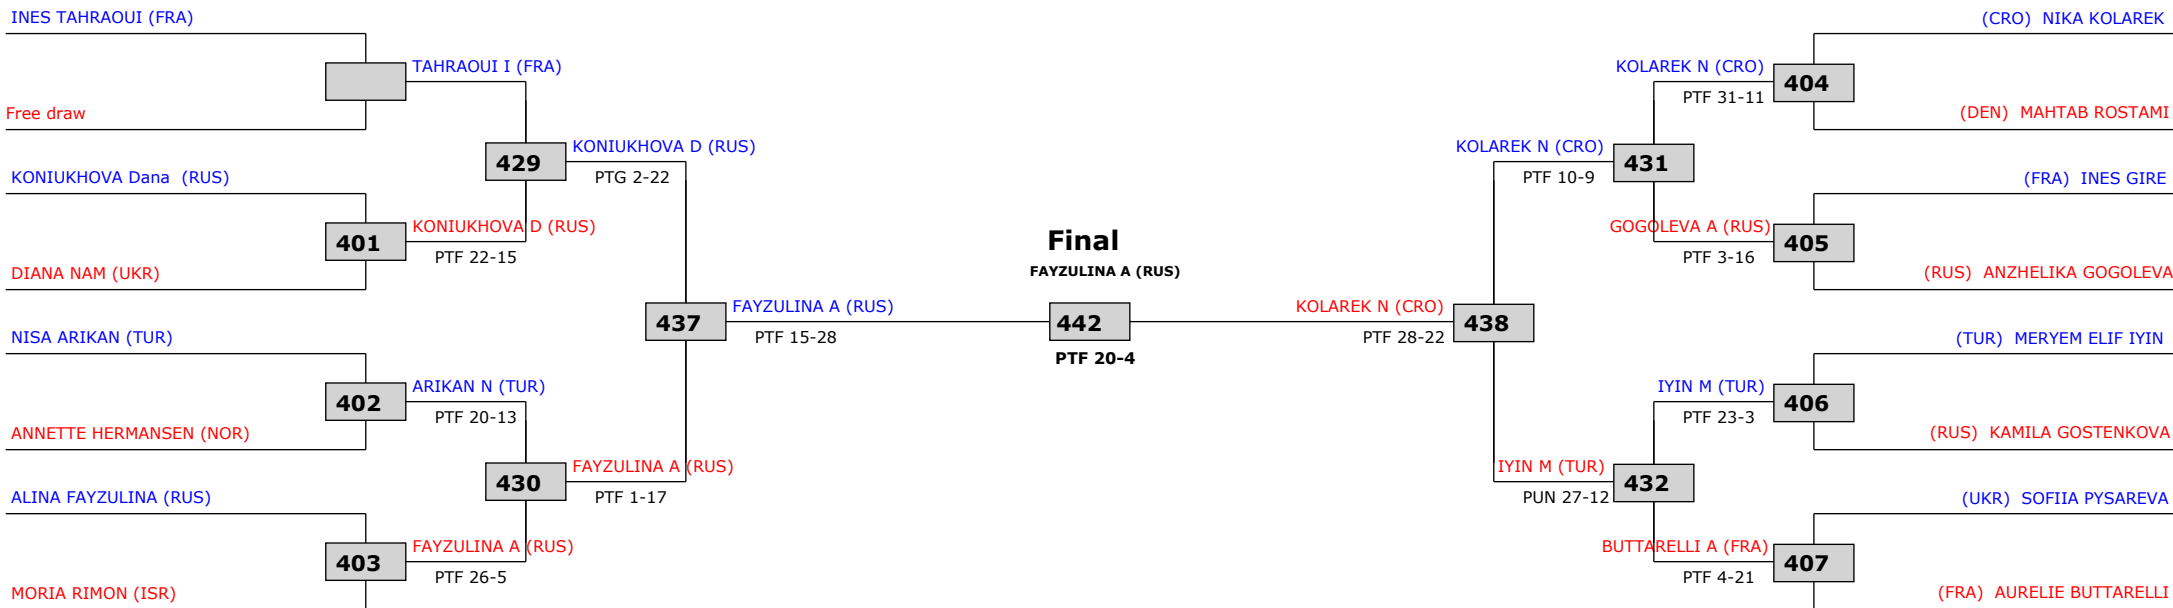 INES TAHRAOUI (FRA)
(CRO) NIKA KOLAREK
TAHRAOUI I (FRA)
KOLAREK N (CRO)
404
PTF 31-11
Free draw
(DEN) MAHTAB ROSTAMI
KONIUKHOVA D (RUS)
KOLAREK N (CRO)
429
431
PTG 2-22
PTF 10-9
KONIUKHOVA Dana (RUS)
(FRA) INES GIRE
KONIUKHOVA D (RUS)
GOGOLEVA A (RUS)
401
Final
405
PTF 22-15
PTF 3-16
DIANA NAM (UKR)
FAYZULINA A (RUS)
(RUS) ANZHELIKA GOGOLEVA
FAYZULINA A (RUS)
KOLAREK N (CRO)
437
442
438
PTF 15-28
PTF 28-22
NISA ARIKAN (TUR)
PTF 20-4
(TUR) MERYEM ELIF IYIN
ARIKAN N (TUR)
IYIN M (TUR)
402
406
PTF 20-13
PTF 23-3
ANNETTE HERMANSEN (NOR)
(RUS) KAMILA GOSTENKOVA
FAYZULINA A (RUS)
IYIN M (TUR)
430
432
PTF 1-17
PUN 27-12
ALINA FAYZULINA (RUS)
(UKR) SOFIIA PYSAREVA
FAYZULINA A (RUS)
BUTTARELLI A (FRA)
403
407
PTF 26-5
PTF 4-21
MORIA RIMON (ISR)
(FRA) AURELIE BUTTARELLI